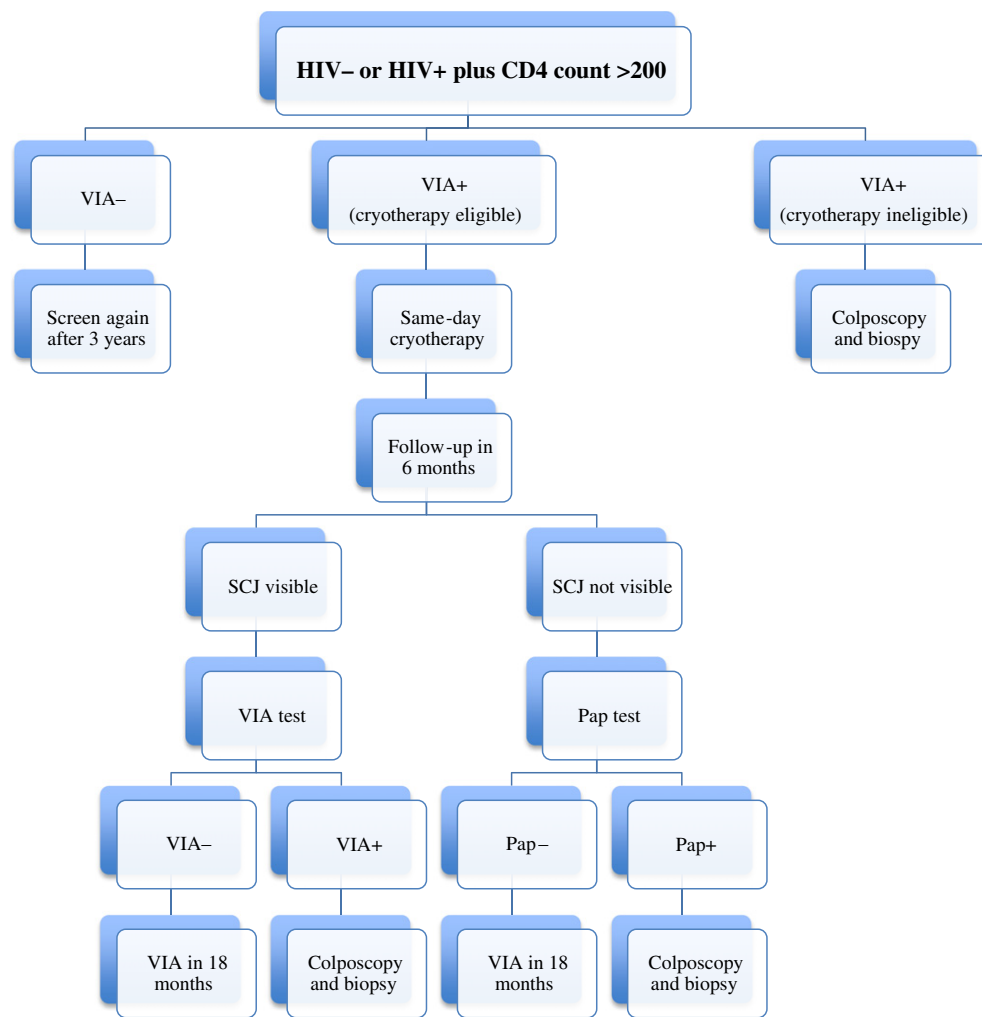 HIV– or HIV+ plus CD4 count >200
VIA–
VIA+
(cryotherapy eligible)
VIA+
(cryotherapy ineligible)
Screen again
after 3 years
Same-day
cryotherapy
Colposcopy
and biospy
Follow-up in
6 months
SCJ visible
SCJ not visible
VIA test
Pap test
VIA–
VIA+
Pap–
Pap+
VIA in 18
months
Colposcopy
and biopsy
VIA in 18
months
Colposcopy
and biopsy